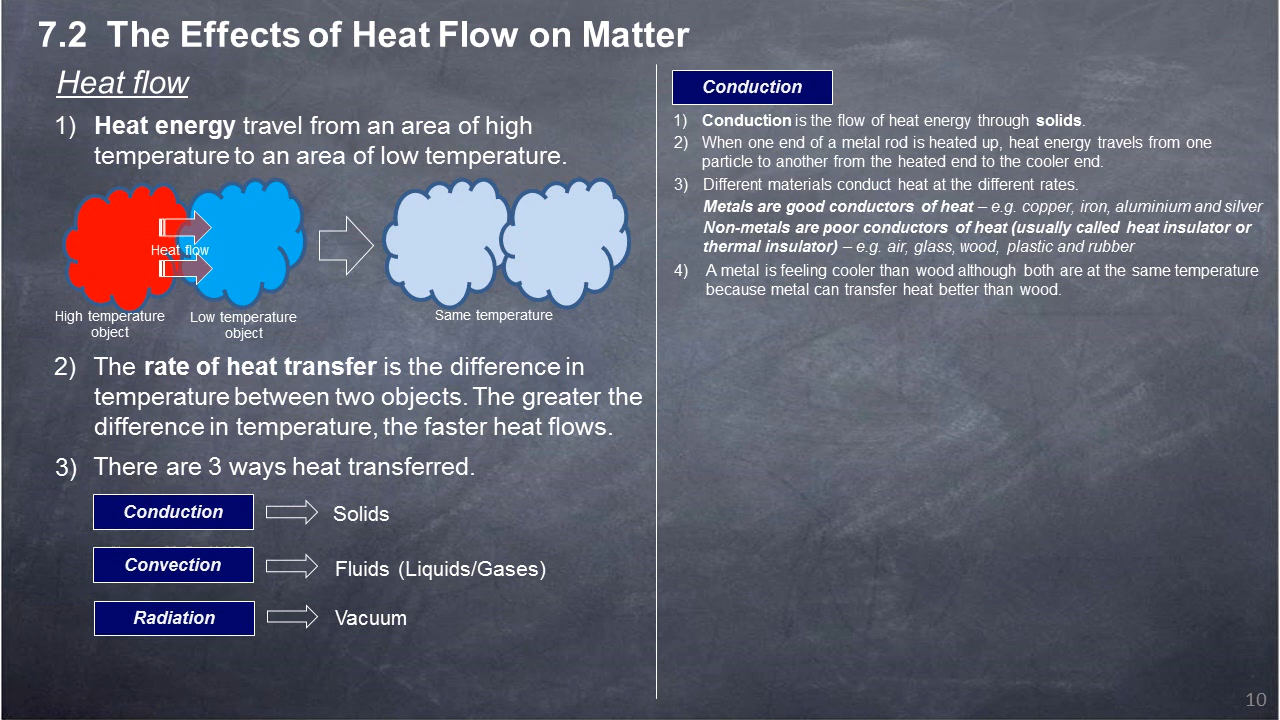 7.2 The Effects of Heat Flow on Matter
Heat flow
1) Heat energy travel from an area of high
temperature to an area of low temperature.
Heat flow
High temperature
object
Low temperature
object
Same temperature
2) The rate of heat transfer is the difference in
temperature between two objects. The greater the
difference in temperature, the faster heat flows.
3) There are 3 ways heat transferred.
Conduction
Solids
Convection
Fluids (Liquids/Gases)
Radiation
Vacuum
Conduction
1) Conduction is the flow of heat energy through solids.
2) When one end of a metal rod is heated up, heat energy travels from one
particle to another from the heated end to the cooler end.
3) Different materials conduct heat at the different rates.
Metals are good conductors of heat – e.g. copper, iron, aluminium and silver
Non-metals are poor conductors of heat (usually called heat insulator or
thermal insulator) – e.g. air, glass, wood, plastic and rubber
4) A metal is feeling cooler than wood although both are at the same temperature
because metal can transfer heat better than wood.
10